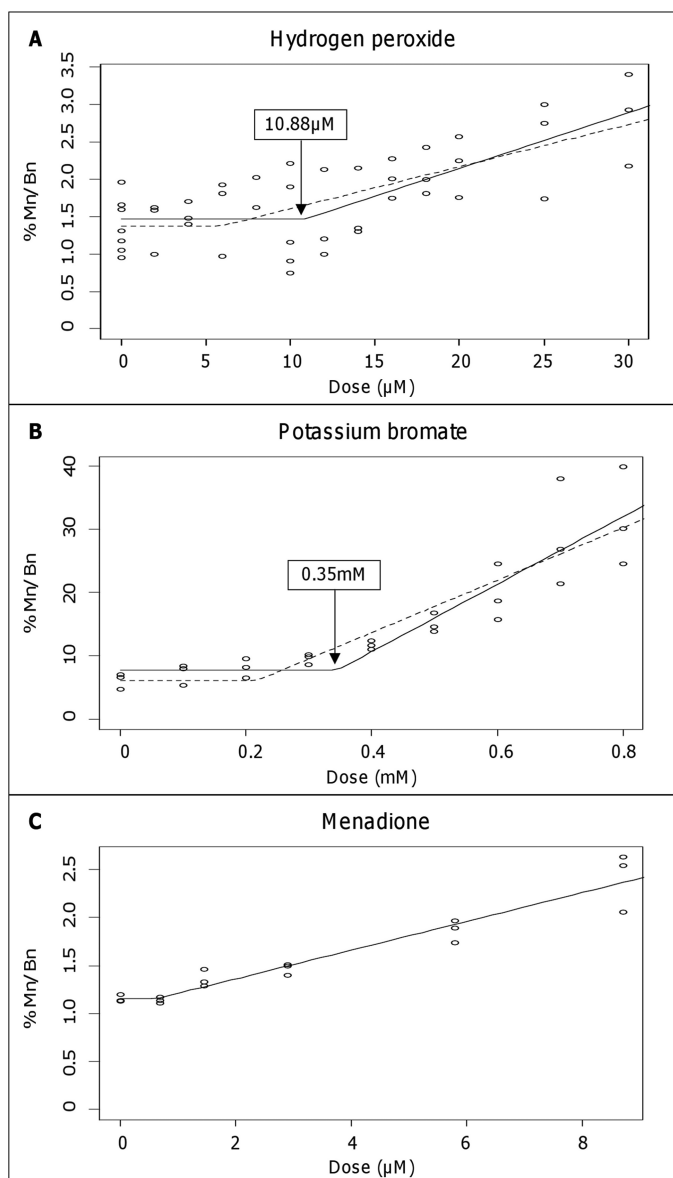 A
Hydrogen peroxide
3.5
3.0
2.5
2.0
1.5
1.0
0.5
0
%Mn/Bn
10.88µM
0 5 10 15 20 25 30
Dose (µM)
B
Potassium bromate
40
30
20
10
0
%Mn/Bn
0.35mM
0 0.2 0.4 0.6 0.8
Dose (mM)
C
Menadione
2.5
2.0
1.5
1.0
0.5
0
%Mn/Bn
0 2 4 6 8
Dose (µM)